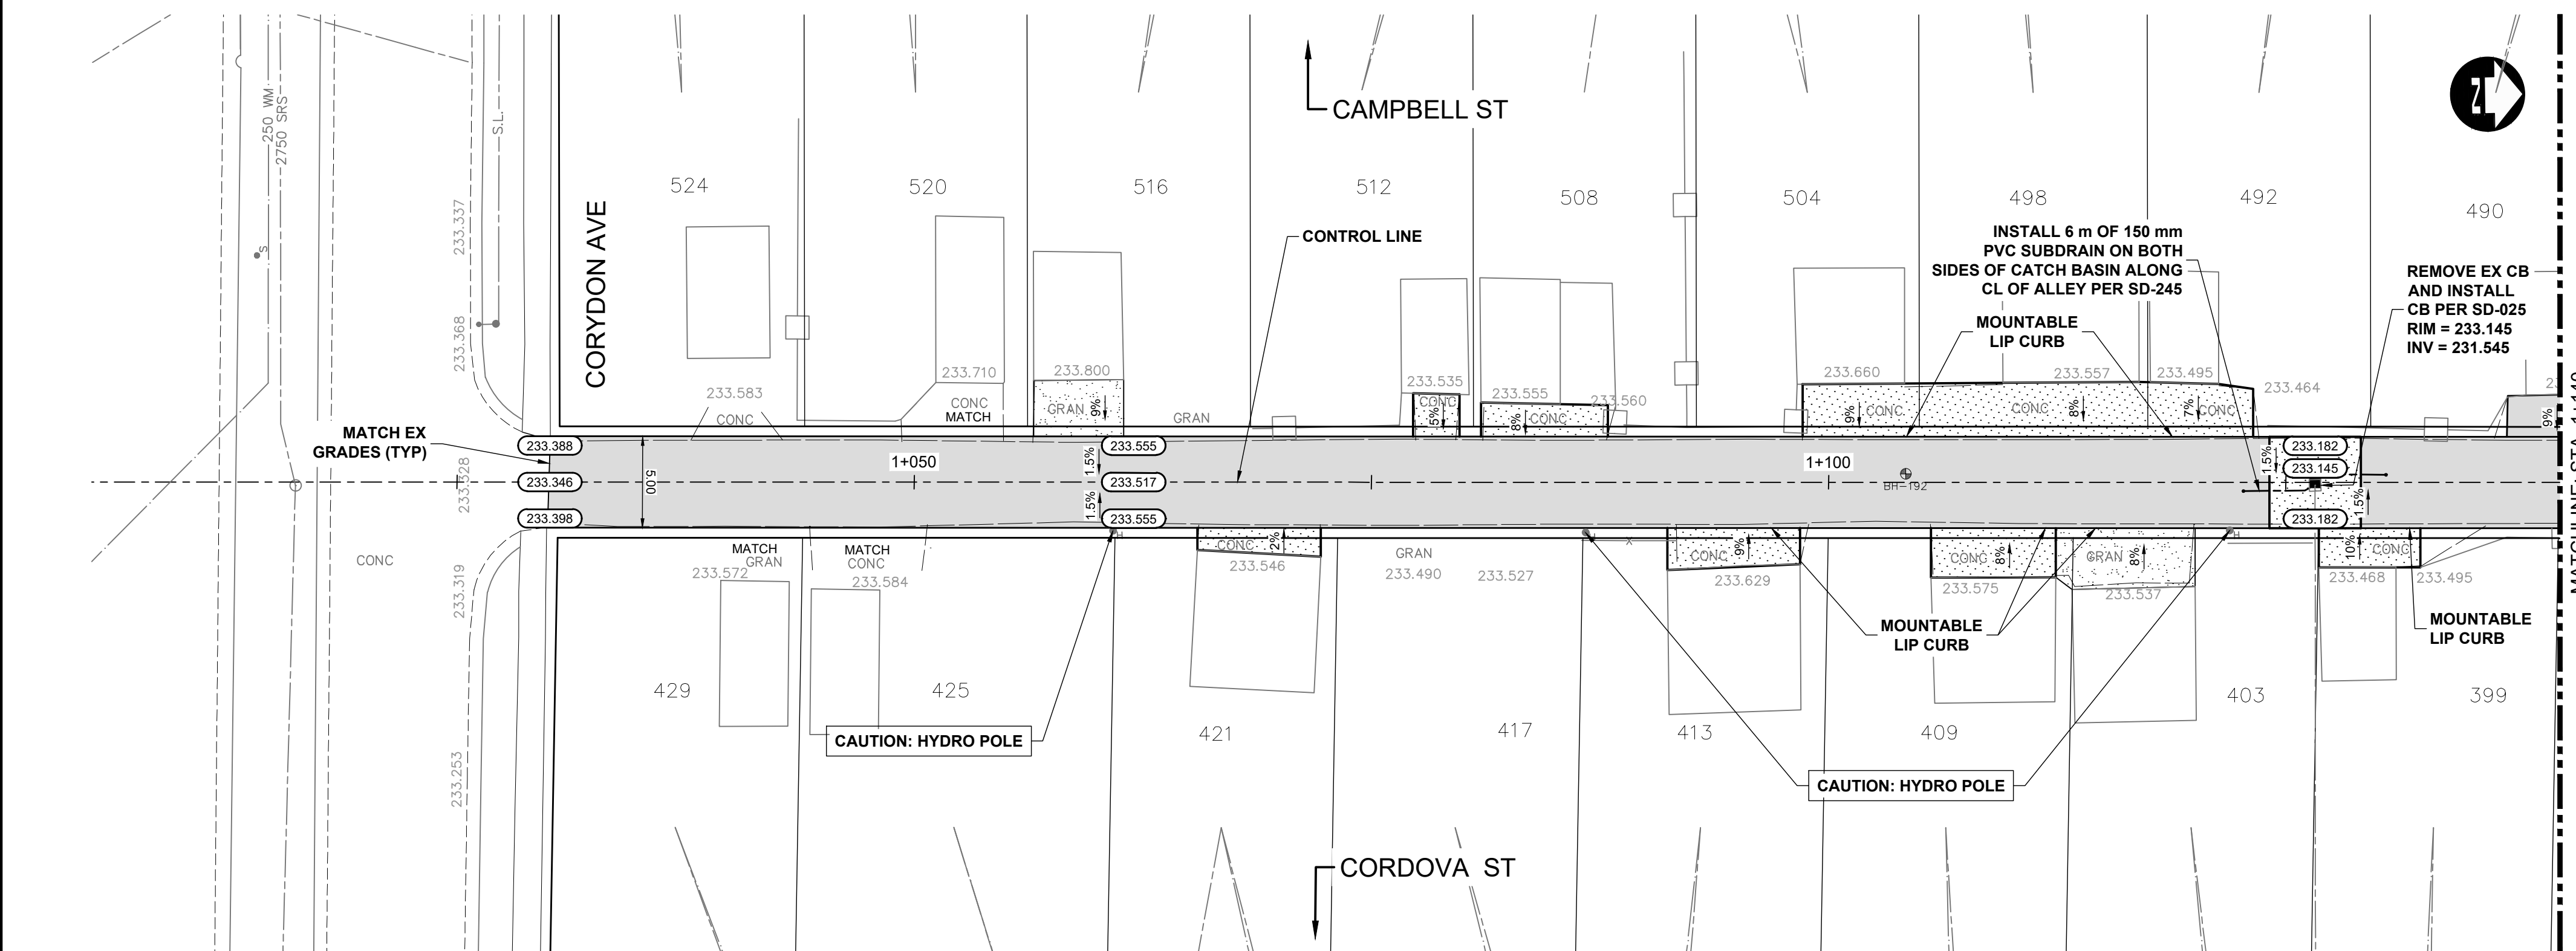 250 WM
2750 SRS
S.L.
S
CAMPBELL ST
N
CORYDON AVE
524
520
516
512
508
504
498
492
490
CONTROL LINE
INSTALL 6 m OF 150 mm
PVC SUBDRAIN ON BOTH
SIDES OF CATCH BASIN ALONG
CL OF ALLEY PER SD-245
REMOVE EX CB
AND INSTALL
CB PER SD-025
RIM = 233.145
INV = 231.545
MOUNTABLE
LIP CURB
233.337
233.368
233.328
233.319
233.253
233.583
CONC
233.710
CONC
MATCH
233.800
GRAN
9%
GRAN
233.535
CONC
5%
233.555
8%
CONC
233.560
233.660
9%
CONC
233.557
CONC
8%
233.495
7%
CONC
233.464
9%
MATCH EX
GRADES (TYP)
233.388
233.346
233.398
5.00
1+050
233.555
1.5%
233.517
1.5%
233.555
1+100
BH-192
233.182
1.5%
233.145
1.5%
233.182
CONC
MATCH
GRAN
233.572
MATCH
CONC
233.584
H
CONC
2%
233.546
GRAN
233.490
233.527
X
CONC
9%
233.629
CONC
8%
233.575
GRAN
8%
233.537
H
10%
CONC
233.468
233.495
MOUNTABLE
LIP CURB
MOUNTABLE
LIP CURB
429
425
421
417
413
409
403
399
CAUTION: HYDRO POLE
CAUTION: HYDRO POLE
CORDOVA ST